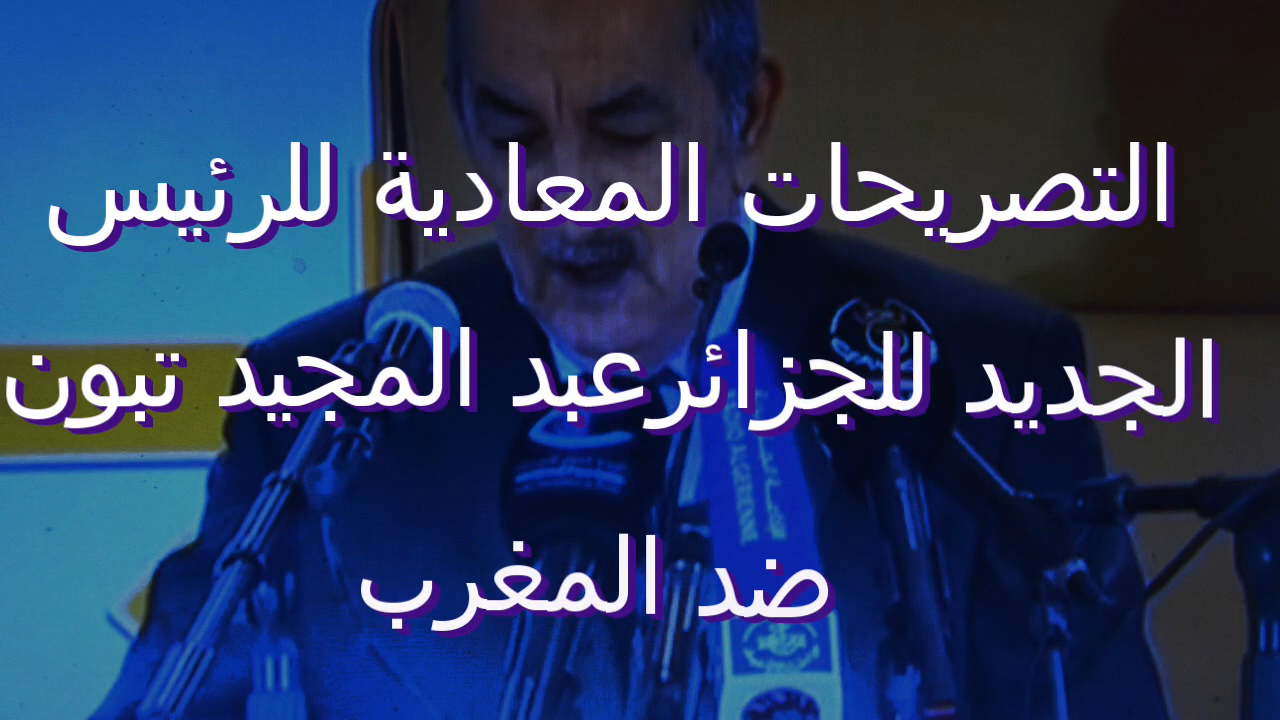 التصريحات المعادية للرئيس
الجديد للجزائرعبد المجيد تبون
ضد المغرب